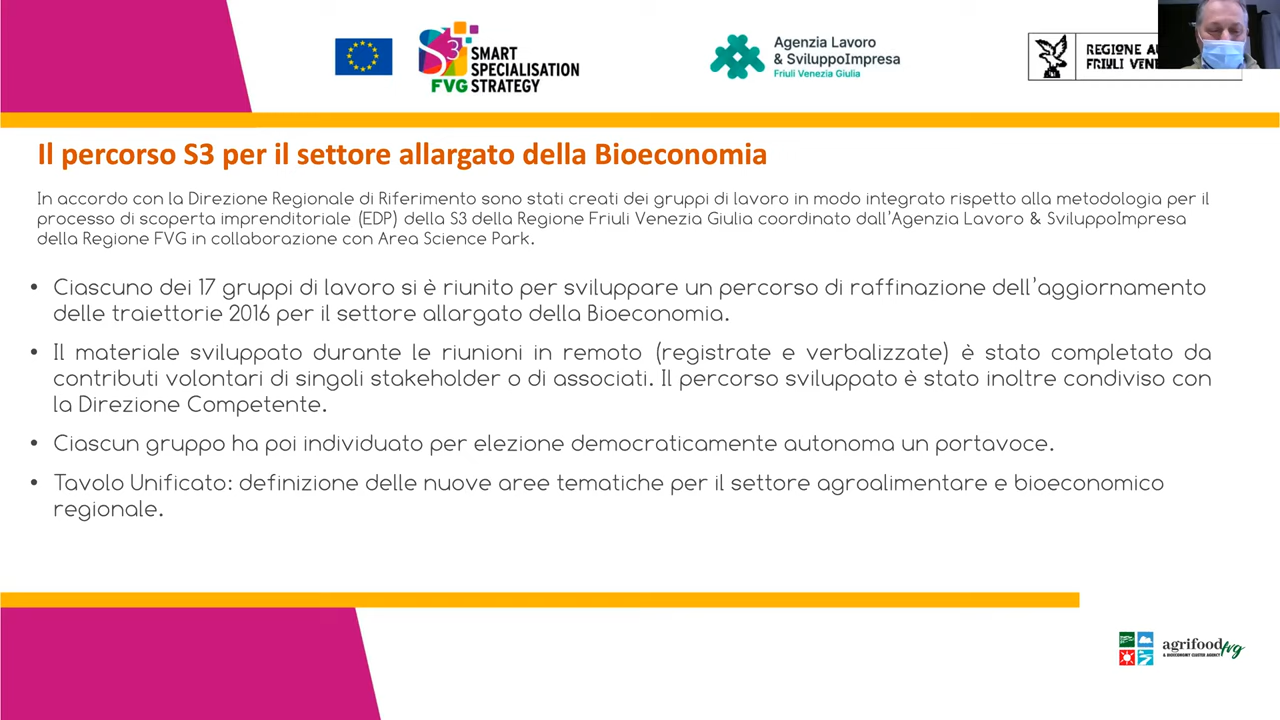 S3 SMART
SPECIALISATION
FVG STRATEGY
Agenzia Lavoro
& SviluppoImpresa
Friuli Venezia Giulia
REGIONE
FRIULI
Il percorso S3 per il settore allargato della Bioeconomia
In accordo con la Direzione Regionale di Riferimento sono stati creati dei gruppi di lavoro in modo integrato rispetto alla metodologia per il
processo di scoperta imprenditoriale (EDP) della S3 della Regione Friuli Venezia Giulia coordinato dall'Agenzia Lavoro & SviluppoImpresa
della Regione FVG in collaborazione con Area Science Park.
• Ciascuno dei 17 gruppi di lavoro si è riunito per sviluppare un percorso di raffinazione dell'aggiornamento
delle traiettorie 2016 per il settore allargato della Bioeconomia.
• Il materiale sviluppato durante le riunioni in remoto (registrate e verbalizzate) è stato completato da
contributi volontari di singoli stakeholder o di associati. Il percorso sviluppato è stato inoltre condiviso con
la Direzione Competente.
• Ciascun gruppo ha poi individuato per elezione democraticamente autonoma un portavoce.
• Tavolo Unificato: definizione delle nuove aree tematiche per il settore agroalimentare e bioeconomico
regionale.
agrifood fvg
& BIOECONOMY CLUSTER AGENCY